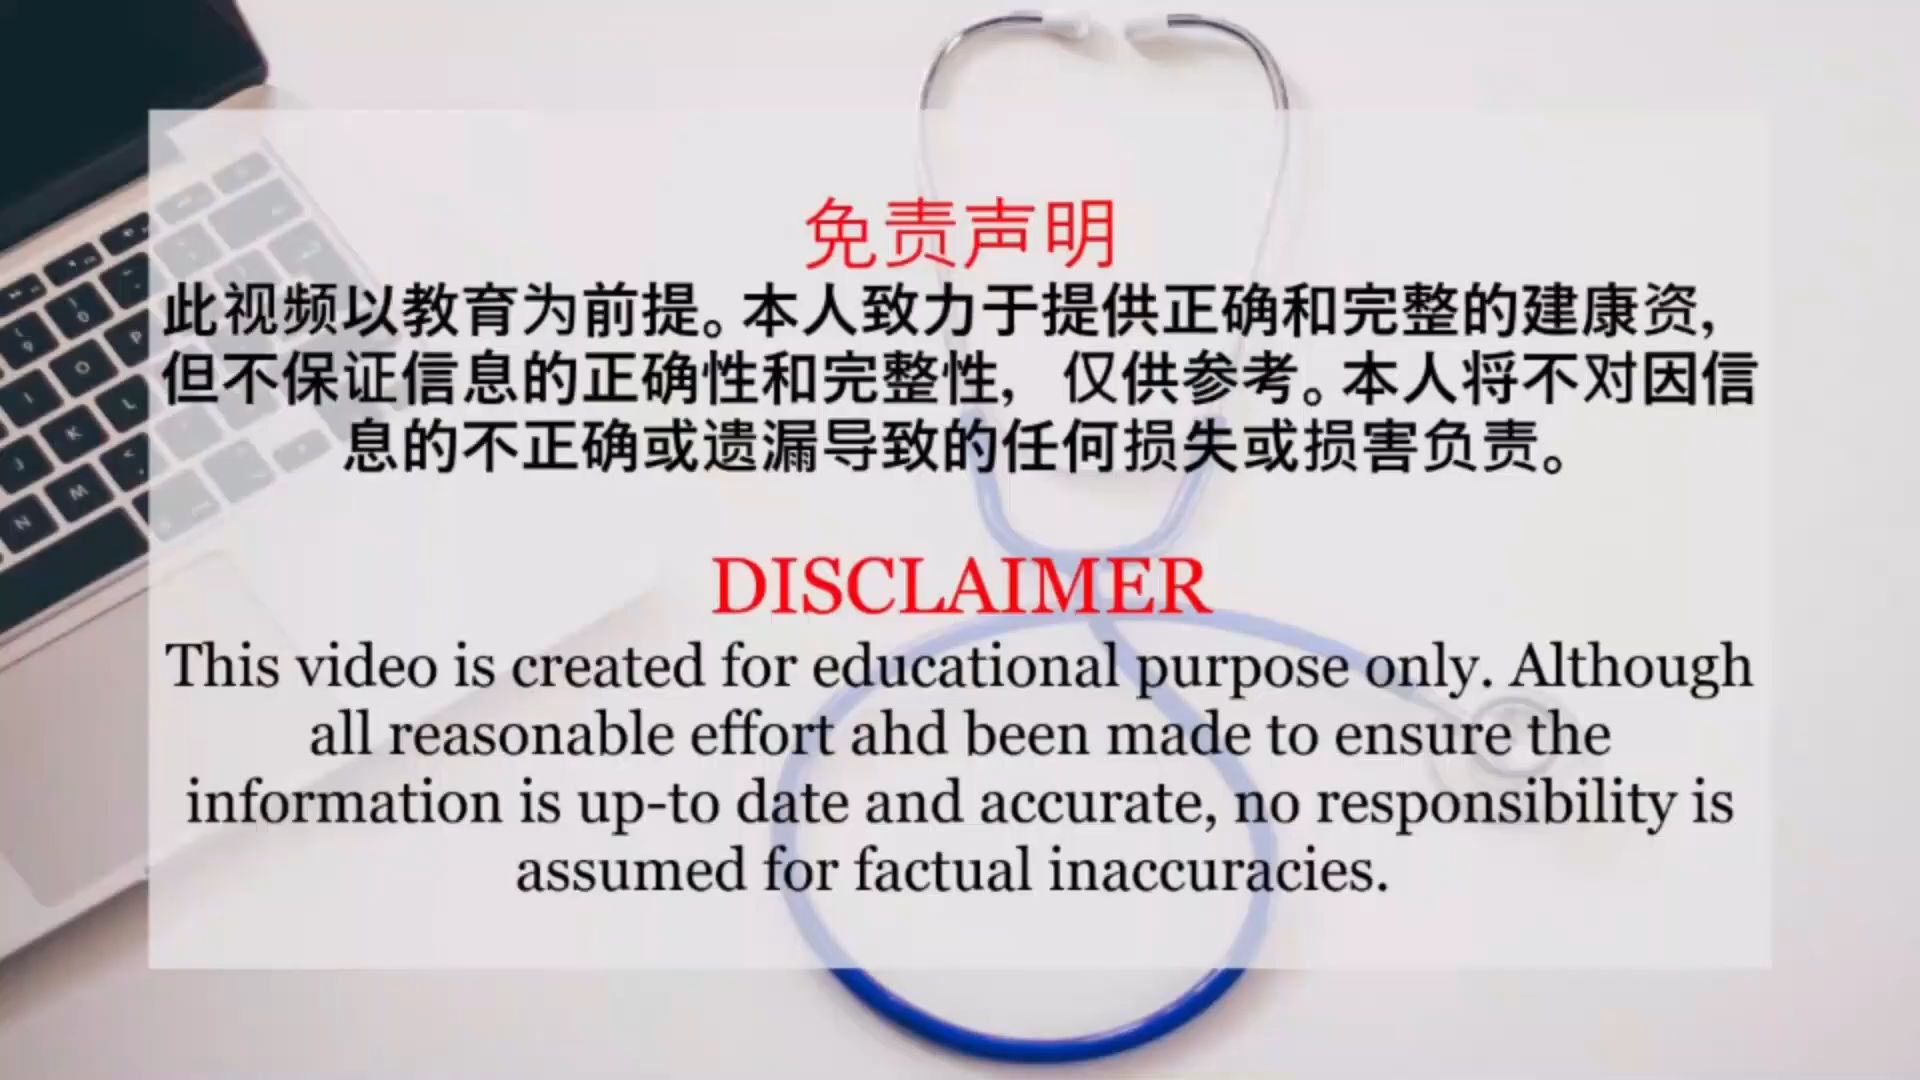 免责声明
此视频以教育为前提。本人致力于提供正确和完整的建康资，
但不保证信息的正确性和完整性，仅供参考。本人将不对因信
息的不正确或遗漏导致的任何损失或损害负责。
DISCLAIMER
This video is created for educational purpose only. Although
all reasonable effort ahd been made to ensure the
information is up-to date and accurate, no responsibility is
assumed for factual inaccuracies.